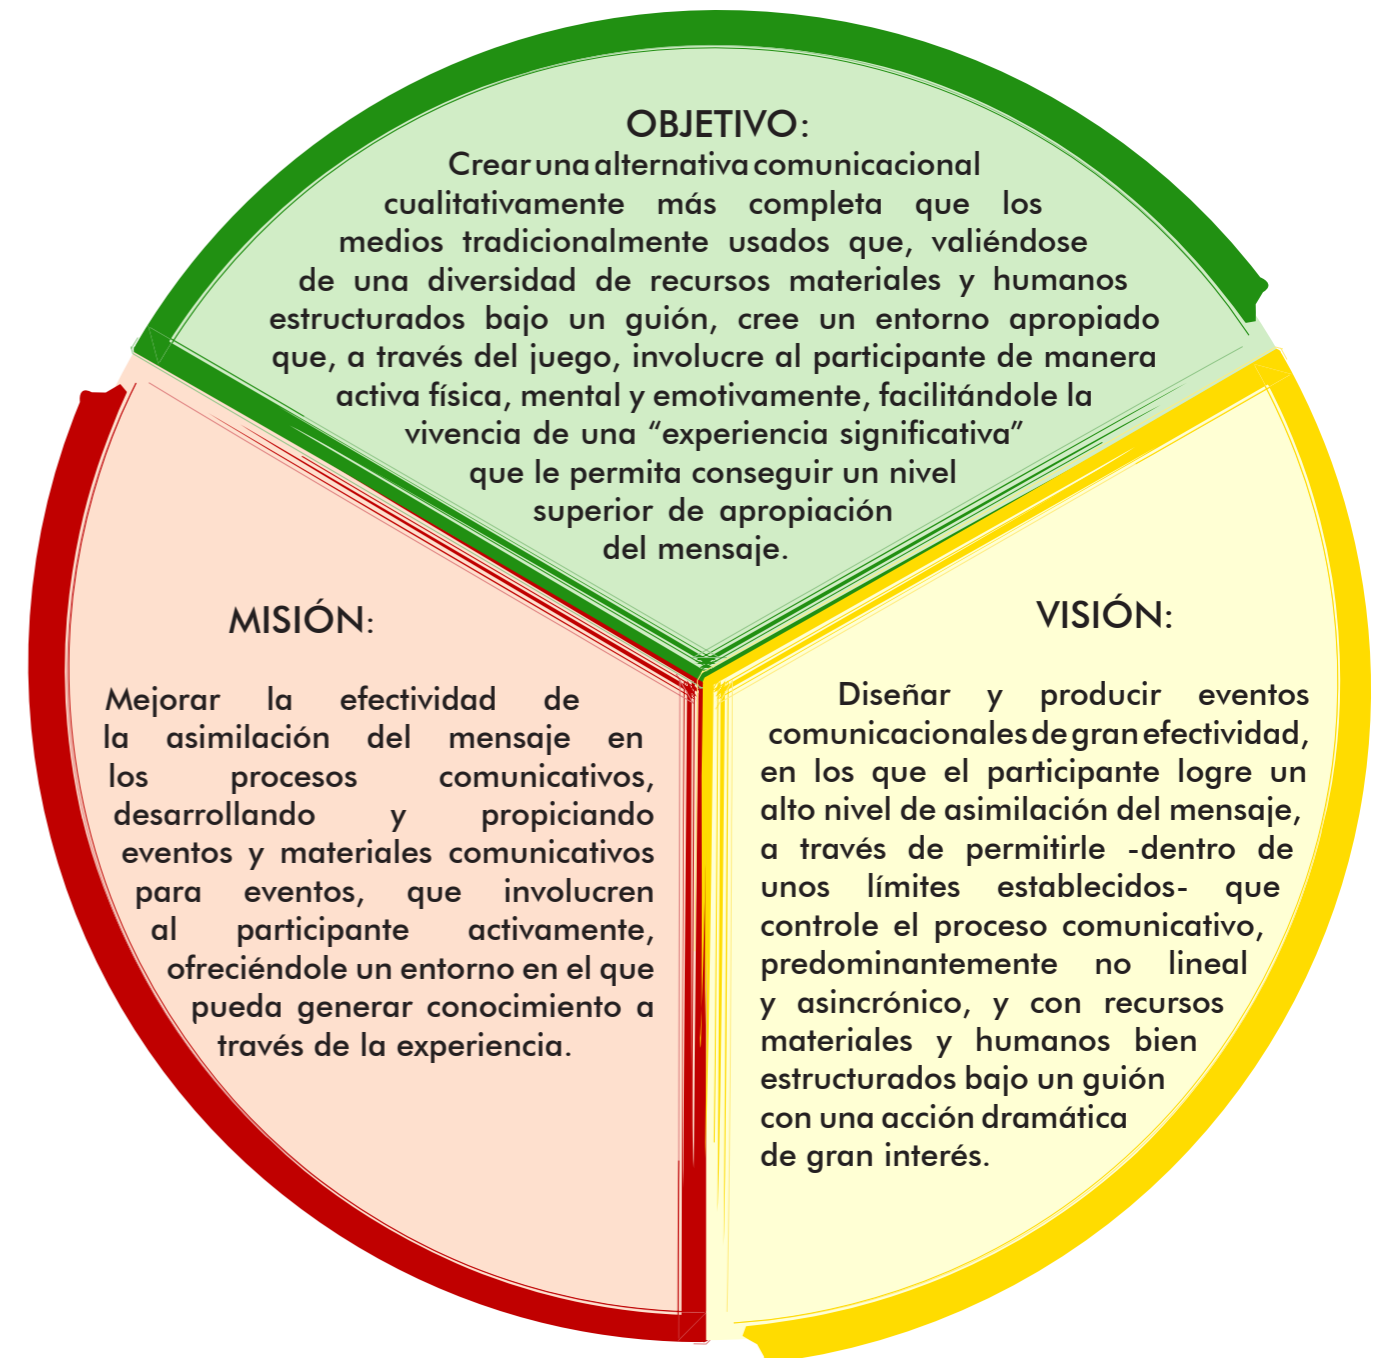 OBJETIVO:
Crear una alternativa comunicacional
cualitativamente más completa que los
medios tradicionalmente usados que, valiéndose
de una diversidad de recursos materiales y humanos
estructurados bajo un guión, cree un entorno apropiado
que, a través del juego, involucre al participante de manera
activa física, mental y emotivamente, facilitándole la
vivencia de una “experiencia significativa”
que le permita conseguir un nivel
superior de apropiación
del mensaje.
MISIÓN:
Mejorar la efectividad de
la asimilación del mensaje en
los procesos comunicativos,
desarrollando y propiciando
eventos y materiales comunicativos
para eventos, que involucren
al participante activamente,
ofreciéndole un entorno en el que
pueda generar conocimiento a
través de la experiencia.
VISIÓN:
Diseñar y producir eventos
comunicacionales de gran efectividad,
en los que el participante logre un
alto nivel de asimilación del mensaje,
a través de permitirle -dentro de
unos límites establecidos- que
controle el proceso comunicativo,
predominantemente no lineal
y asincrónico, y con recursos
materiales y humanos bien
estructurados bajo un guión
con una acción dramática
de gran interés.